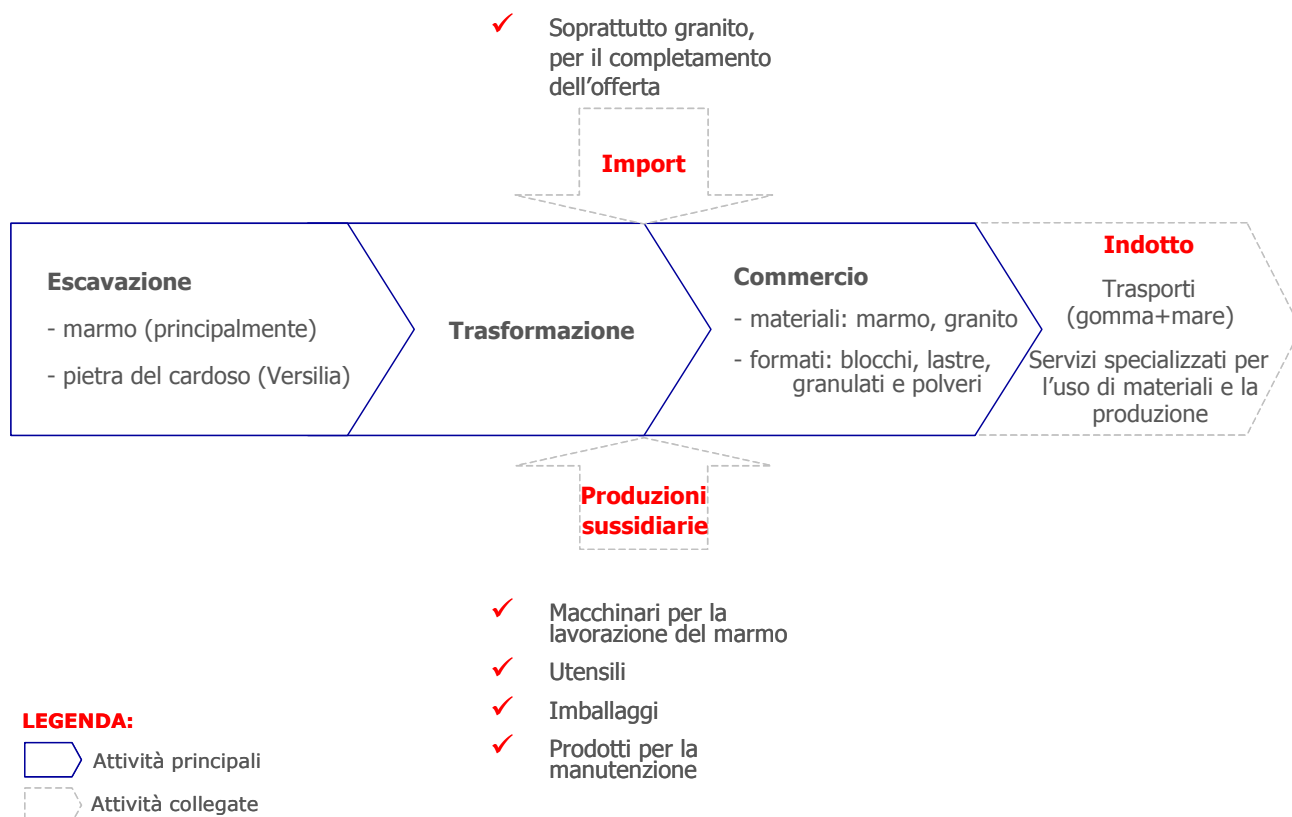 ✓ Soprattutto granito,
per il completamento
dell'offerta
Import
Escavazione
- marmo (principalmente)
- pietra del cardoso (Versilia)
Trasformazione
Commercio
- materiali: marmo, granito
- formati: blocchi, lastre,
granulati e polveri
Indotto
Trasporti
(gomma+mare)
Servizi specializzati per
l'uso di materiali e la
produzione
Produzioni
sussidiarie
✓ Macchinari per la
lavorazione del marmo
✓ Utensili
✓ Imballaggi
✓ Prodotti per la
manutenzione
LEGENDA:
Attività principali
Attività collegate